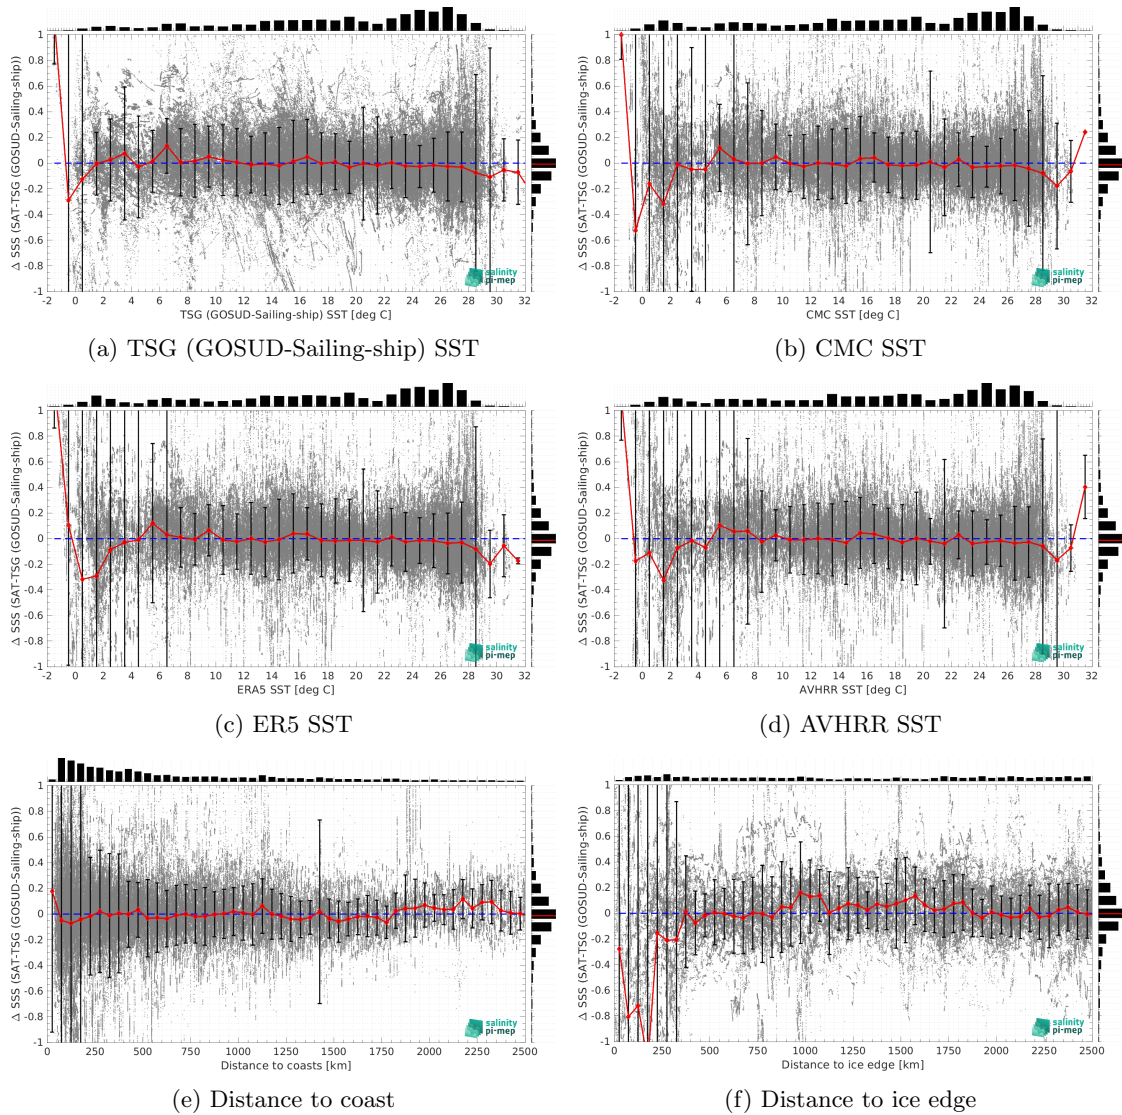 Δ SSS (SAT-TSG (GOSUD-Sailing-ship))
1
0.8
0.6
0.4
0.2
0
-0.2
-0.4
-0.6
-0.8
-1
-2 0 2 4 6 8 10 12 14 16 18 20 22 24 26 28 30 32
TSG (GOSUD-Sailing-ship) SST [deg C]
salinity
pi-mep
(a) TSG (GOSUD-Sailing-ship) SST
Δ SSS (SAT-TSG (GOSUD-Sailing-ship))
1
0.8
0.6
0.4
0.2
0
-0.2
-0.4
-0.6
-0.8
-1
-2 0 2 4 6 8 10 12 14 16 18 20 22 24 26 28 30 32
CMC SST [deg C]
salinity
pi-mep
(b) CMC SST
Δ SSS (SAT-TSG (GOSUD-Sailing-ship))
1
0.8
0.6
0.4
0.2
0
-0.2
-0.4
-0.6
-0.8
-1
-2 0 2 4 6 8 10 12 14 16 18 20 22 24 26 28 30 32
ERA5 SST [deg C]
salinity
pi-mep
(c) ER5 SST
Δ SSS (SAT-TSG (GOSUD-Sailing-ship))
1
0.8
0.6
0.4
0.2
0
-0.2
-0.4
-0.6
-0.8
-1
-2 0 2 4 6 8 10 12 14 16 18 20 22 24 26 28 30 32
AVHRR SST [deg C]
salinity
pi-mep
(d) AVHRR SST
Δ SSS (SAT-TSG (GOSUD-Sailing-ship))
1
0.8
0.6
0.4
0.2
0
-0.2
-0.4
-0.6
-0.8
-1
0 250 500 750 1000 1250 1500 1750 2000 2250 2500
Distance to coasts [km]
salinity
pi-mep
(e) Distance to coast
Δ SSS (SAT-TSG (GOSUD-Sailing-ship))
1
0.8
0.6
0.4
0.2
0
-0.2
-0.4
-0.6
-0.8
-1
0 250 500 750 1000 1250 1500 1750 2000 2250 2500
Distance to ice edge [km]
salinity
pi-mep
(f) Distance to ice edge